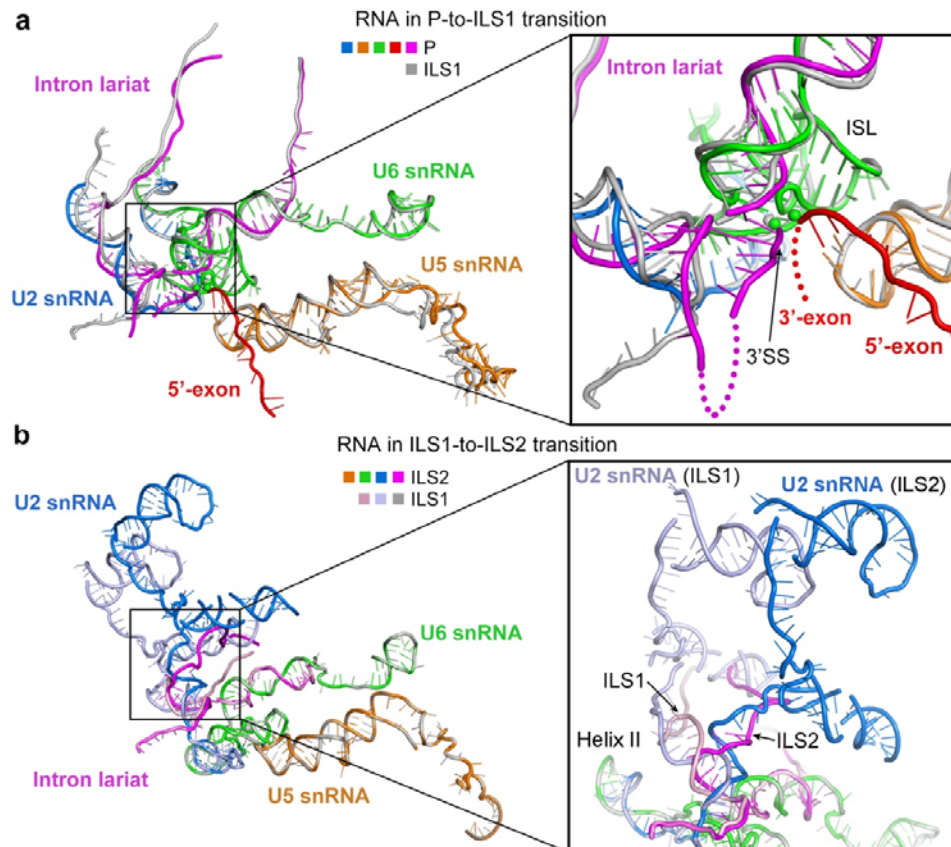 a
RNA in P-to-ILS1 transition
P
ILS1
Intron lariat
U6 snRNA
U5 snRNA
U2 snRNA
5’-exon
Intron lariat
ISL
3’-exon
3’SS
5’-exon
b
RNA in ILS1-to-ILS2 transition
ILS2
ILS1
U2 snRNA
U6 snRNA
Intron lariat
U5 snRNA
U2 snRNA (ILS1)
U2 snRNA (ILS2)
ILS1
Helix II
ILS2